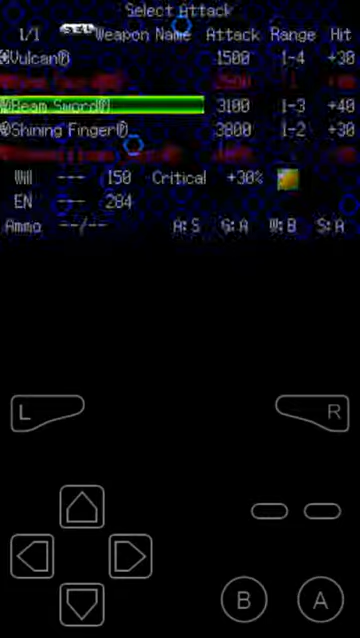 Select Attack
1/1 SEL Weapon Name Attack Range Hit
Vulcan Ⓟ 1500 1-4 +30
Beam Sword Ⓟ 3100 1-3 +40
Shining Finger Ⓟ 3800 1-2 +30
Will --- 150 Critical +30%
EN --- 284
Ammo --/-- A:S G:A W:B S:A
L R
B A